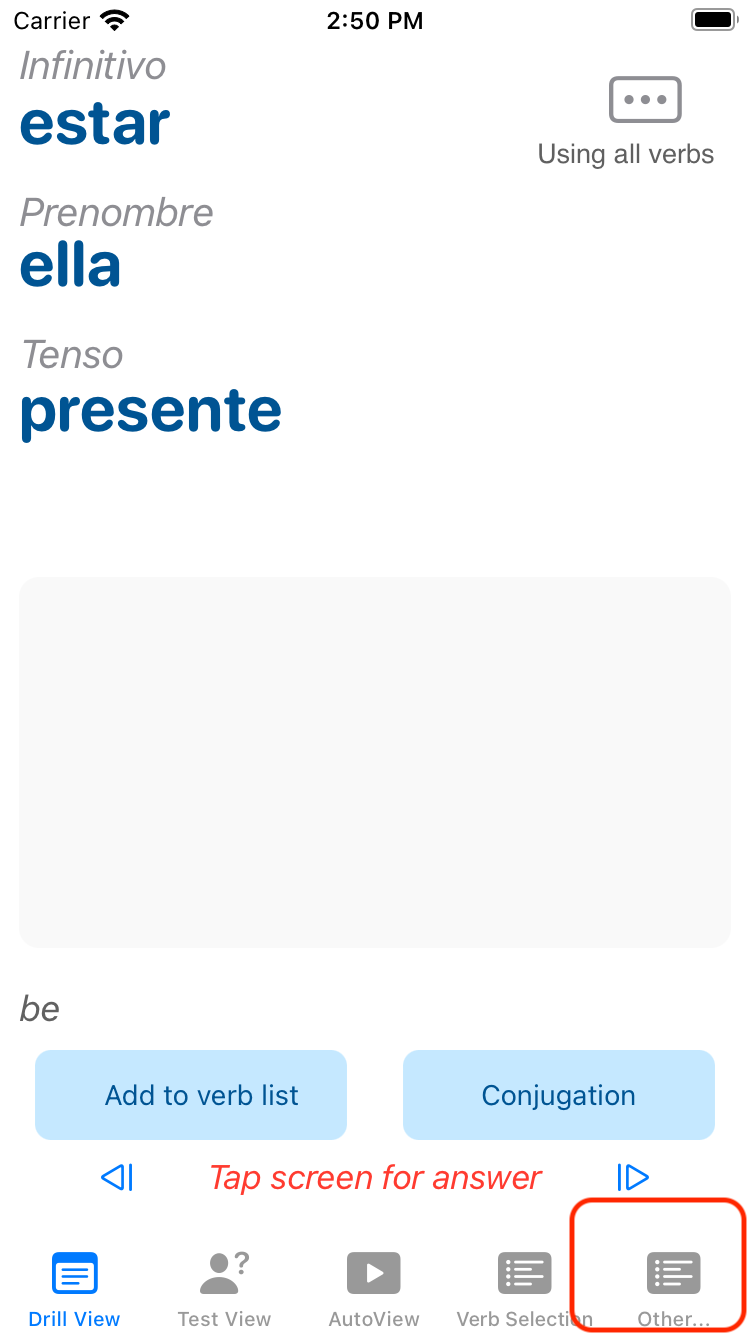 Carrier 2:50 PM
Infinitivo
estar
Using all verbs
Prenombre
ella
Tenso
presente
be
Add to verb list Conjugation
Tap screen for answer
Drill View Test View AutoView Verb Selection Other...